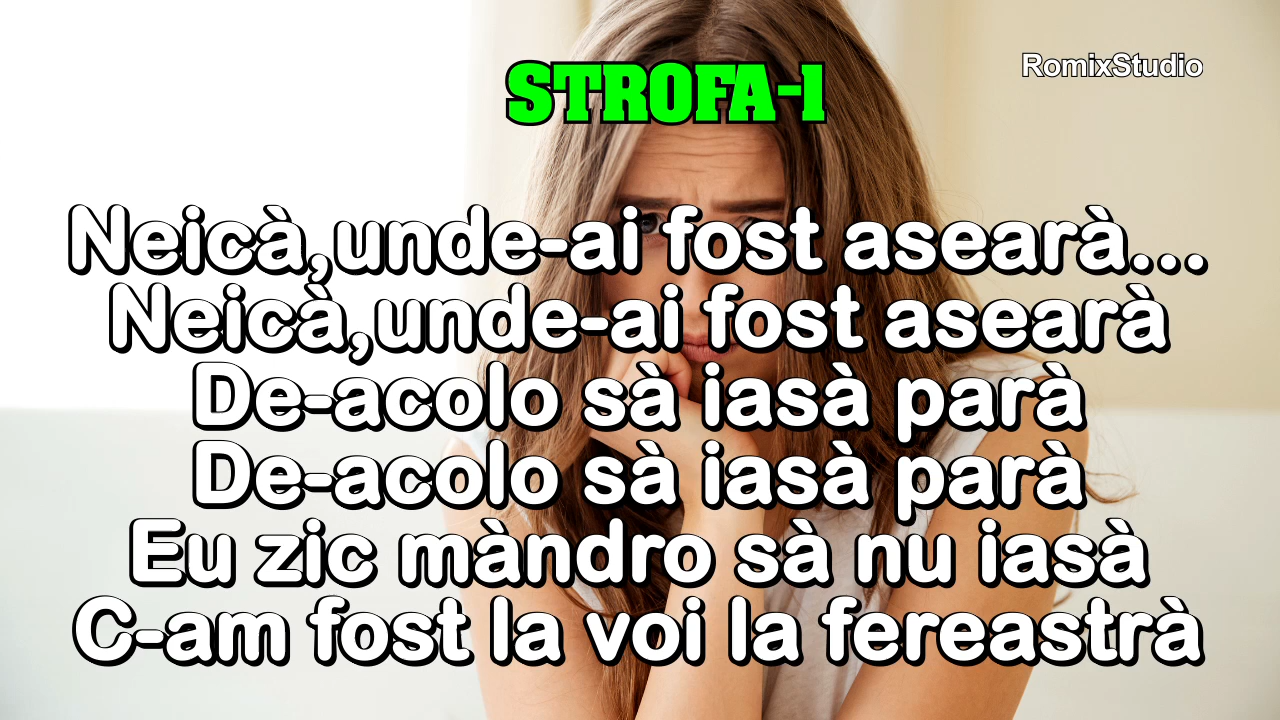 STROFA-1
RomixStudio
Neicà,unde-ai fost asearà...
Neicà,unde-ai fost asearà
De-acolo sà iasà parà
De-acolo sà iasà parà
Eu zic màndro sà nu iasà
C-am fost la voi la fereastrà